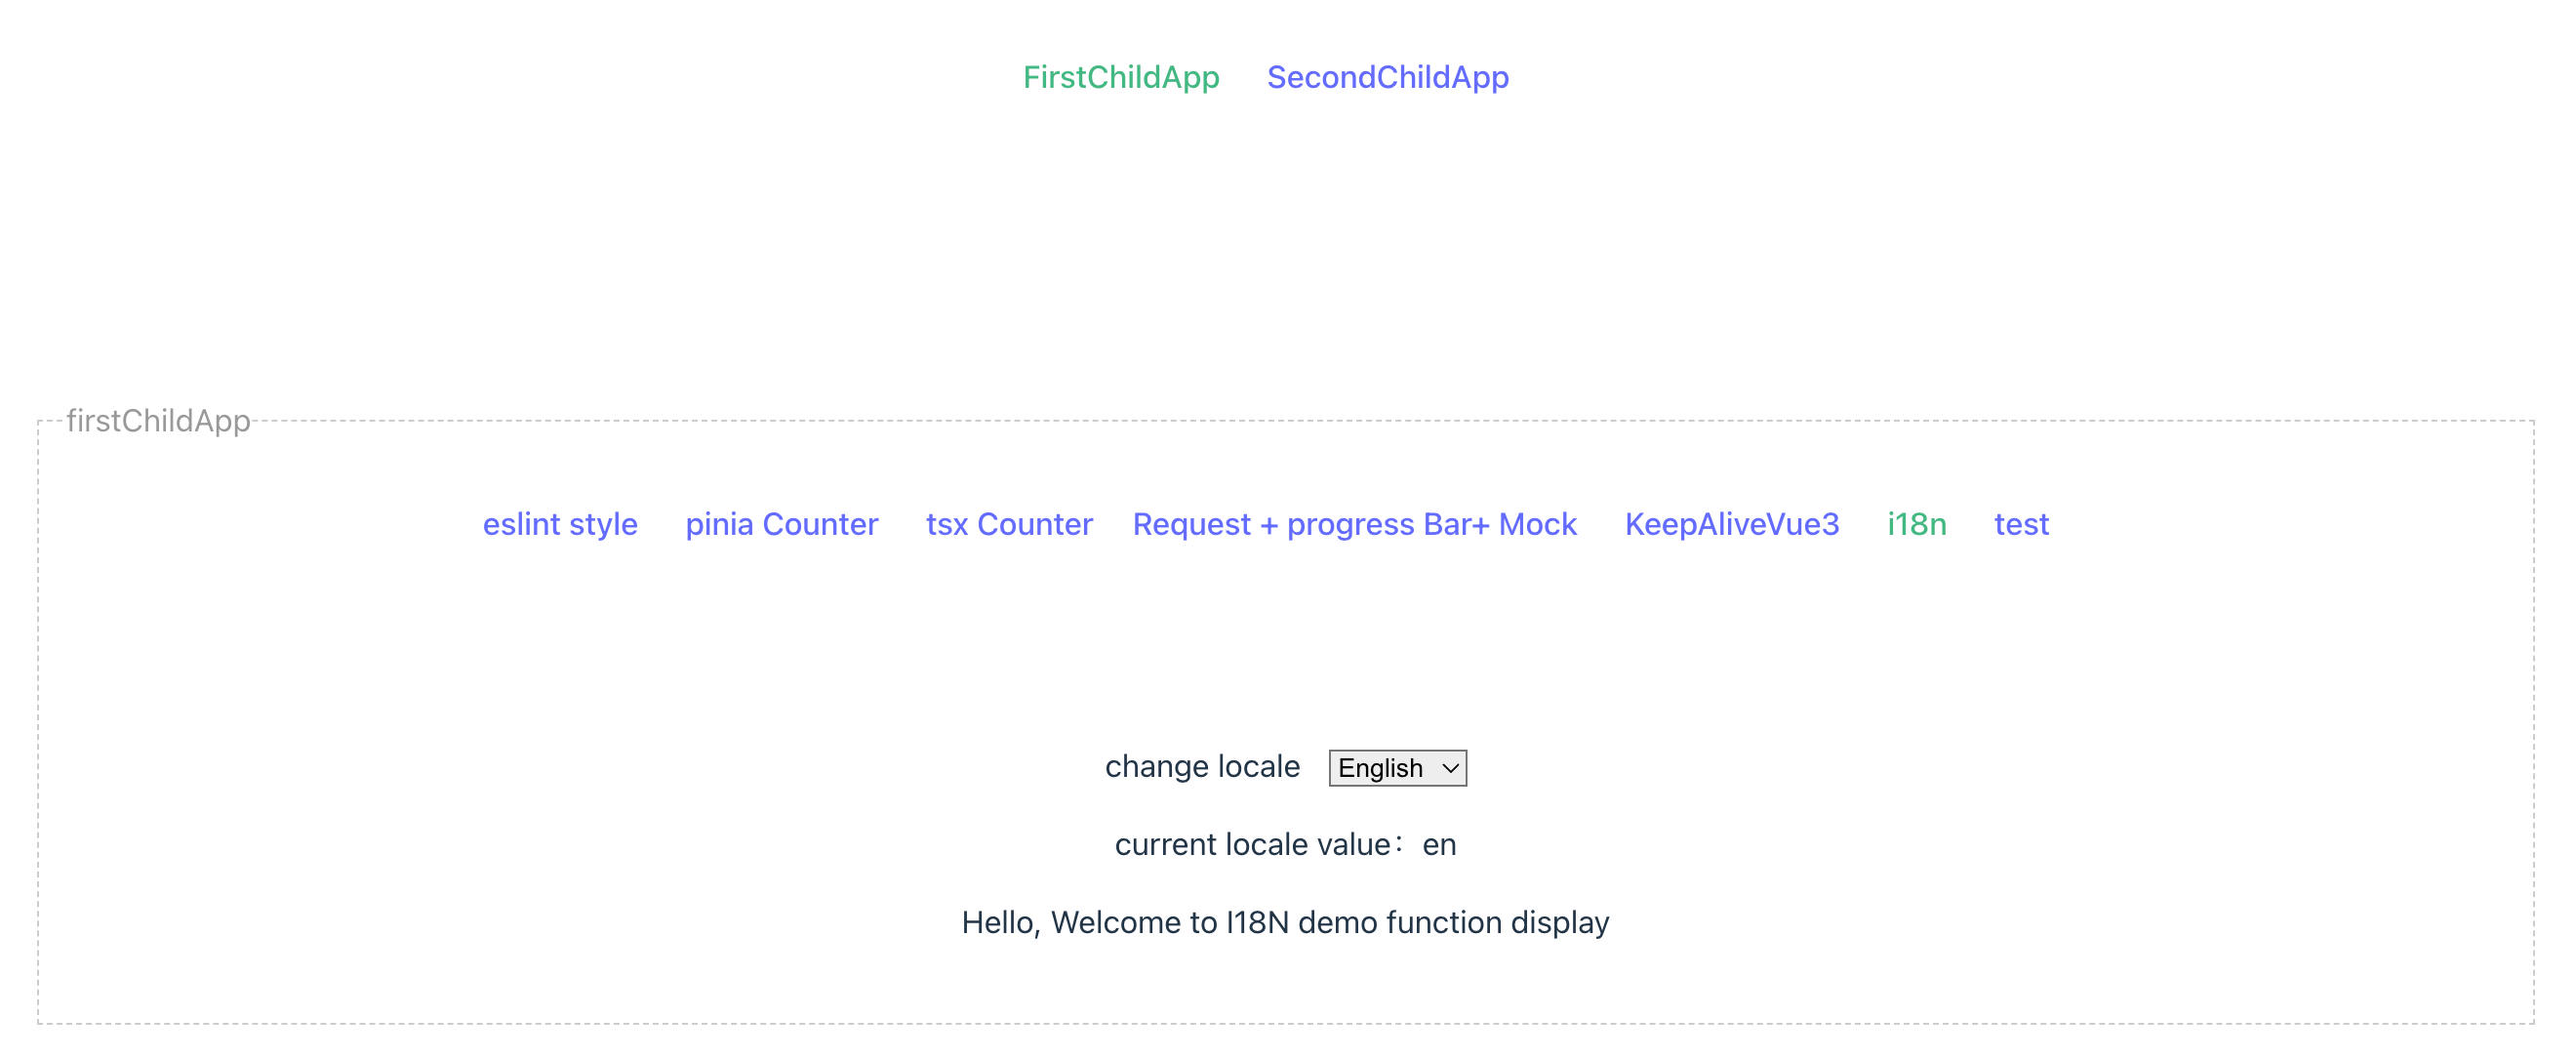 FirstChildApp SecondChildApp
firstChildApp
eslint style pinia Counter tsx Counter Request + progress Bar+ Mock KeepAliveVue3 i18n test
change locale English
current locale value：en
Hello, Welcome to I18N demo function display